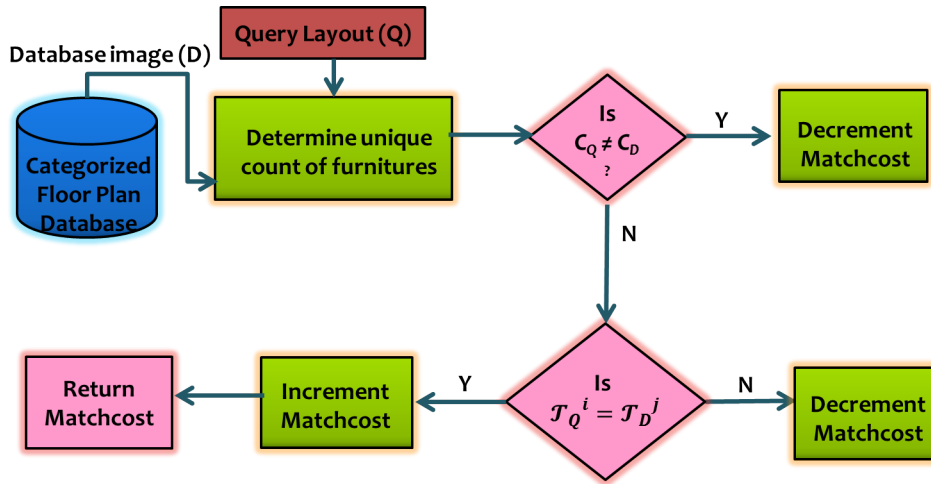 Query Layout (Q)
Database image (D)
Categorized
Floor Plan
Database
Determine unique
count of furnitures
Is
C_Q ≠ C_D
?
Y
Decrement
Matchcost
N
Is
𝒯_Q^i = 𝒯_D^j
Y
Increment
Matchcost
Return
Matchcost
N
Decrement
Matchcost